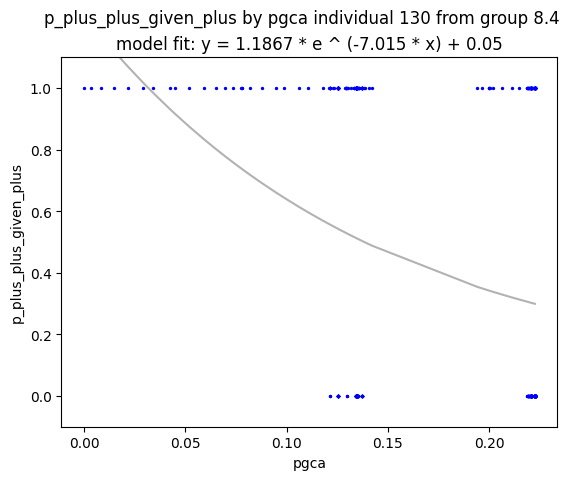 p_plus_plus_given_plus by pgca individual 130 from group 8.4
model fit: y = 1.1867 * e ^ (-7.015 * x) + 0.05
1.0
0.8
0.6
0.4
0.2
0.0
p_plus_plus_given_plus
0.00 0.05 0.10 0.15 0.20
pgca